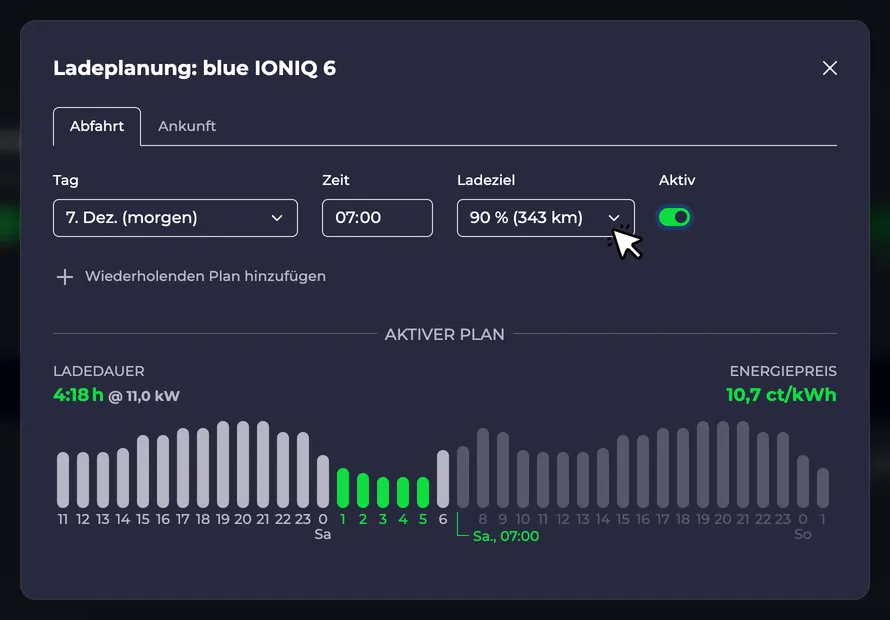 Ladeplanung: blue IONIQ 6
Abfahrt Ankunft
Tag Zeit Ladeziel Aktiv
7. Dez. (morgen) 07:00 90 % (343 km)
Wiederholenden Plan hinzufügen
AKTIVER PLAN
LADEDAUER ENERGIEPREIS
4:18 h @ 11,0 kW 10,7 ct/kWh
11 12 13 14 15 16 17 18 19 20 21 22 23 0 1 2 3 4 5 6 8 9 10 11 12 13 14 15 16 17 18 19 20 21 22 23 0 1
Sa Sa., 07:00 So